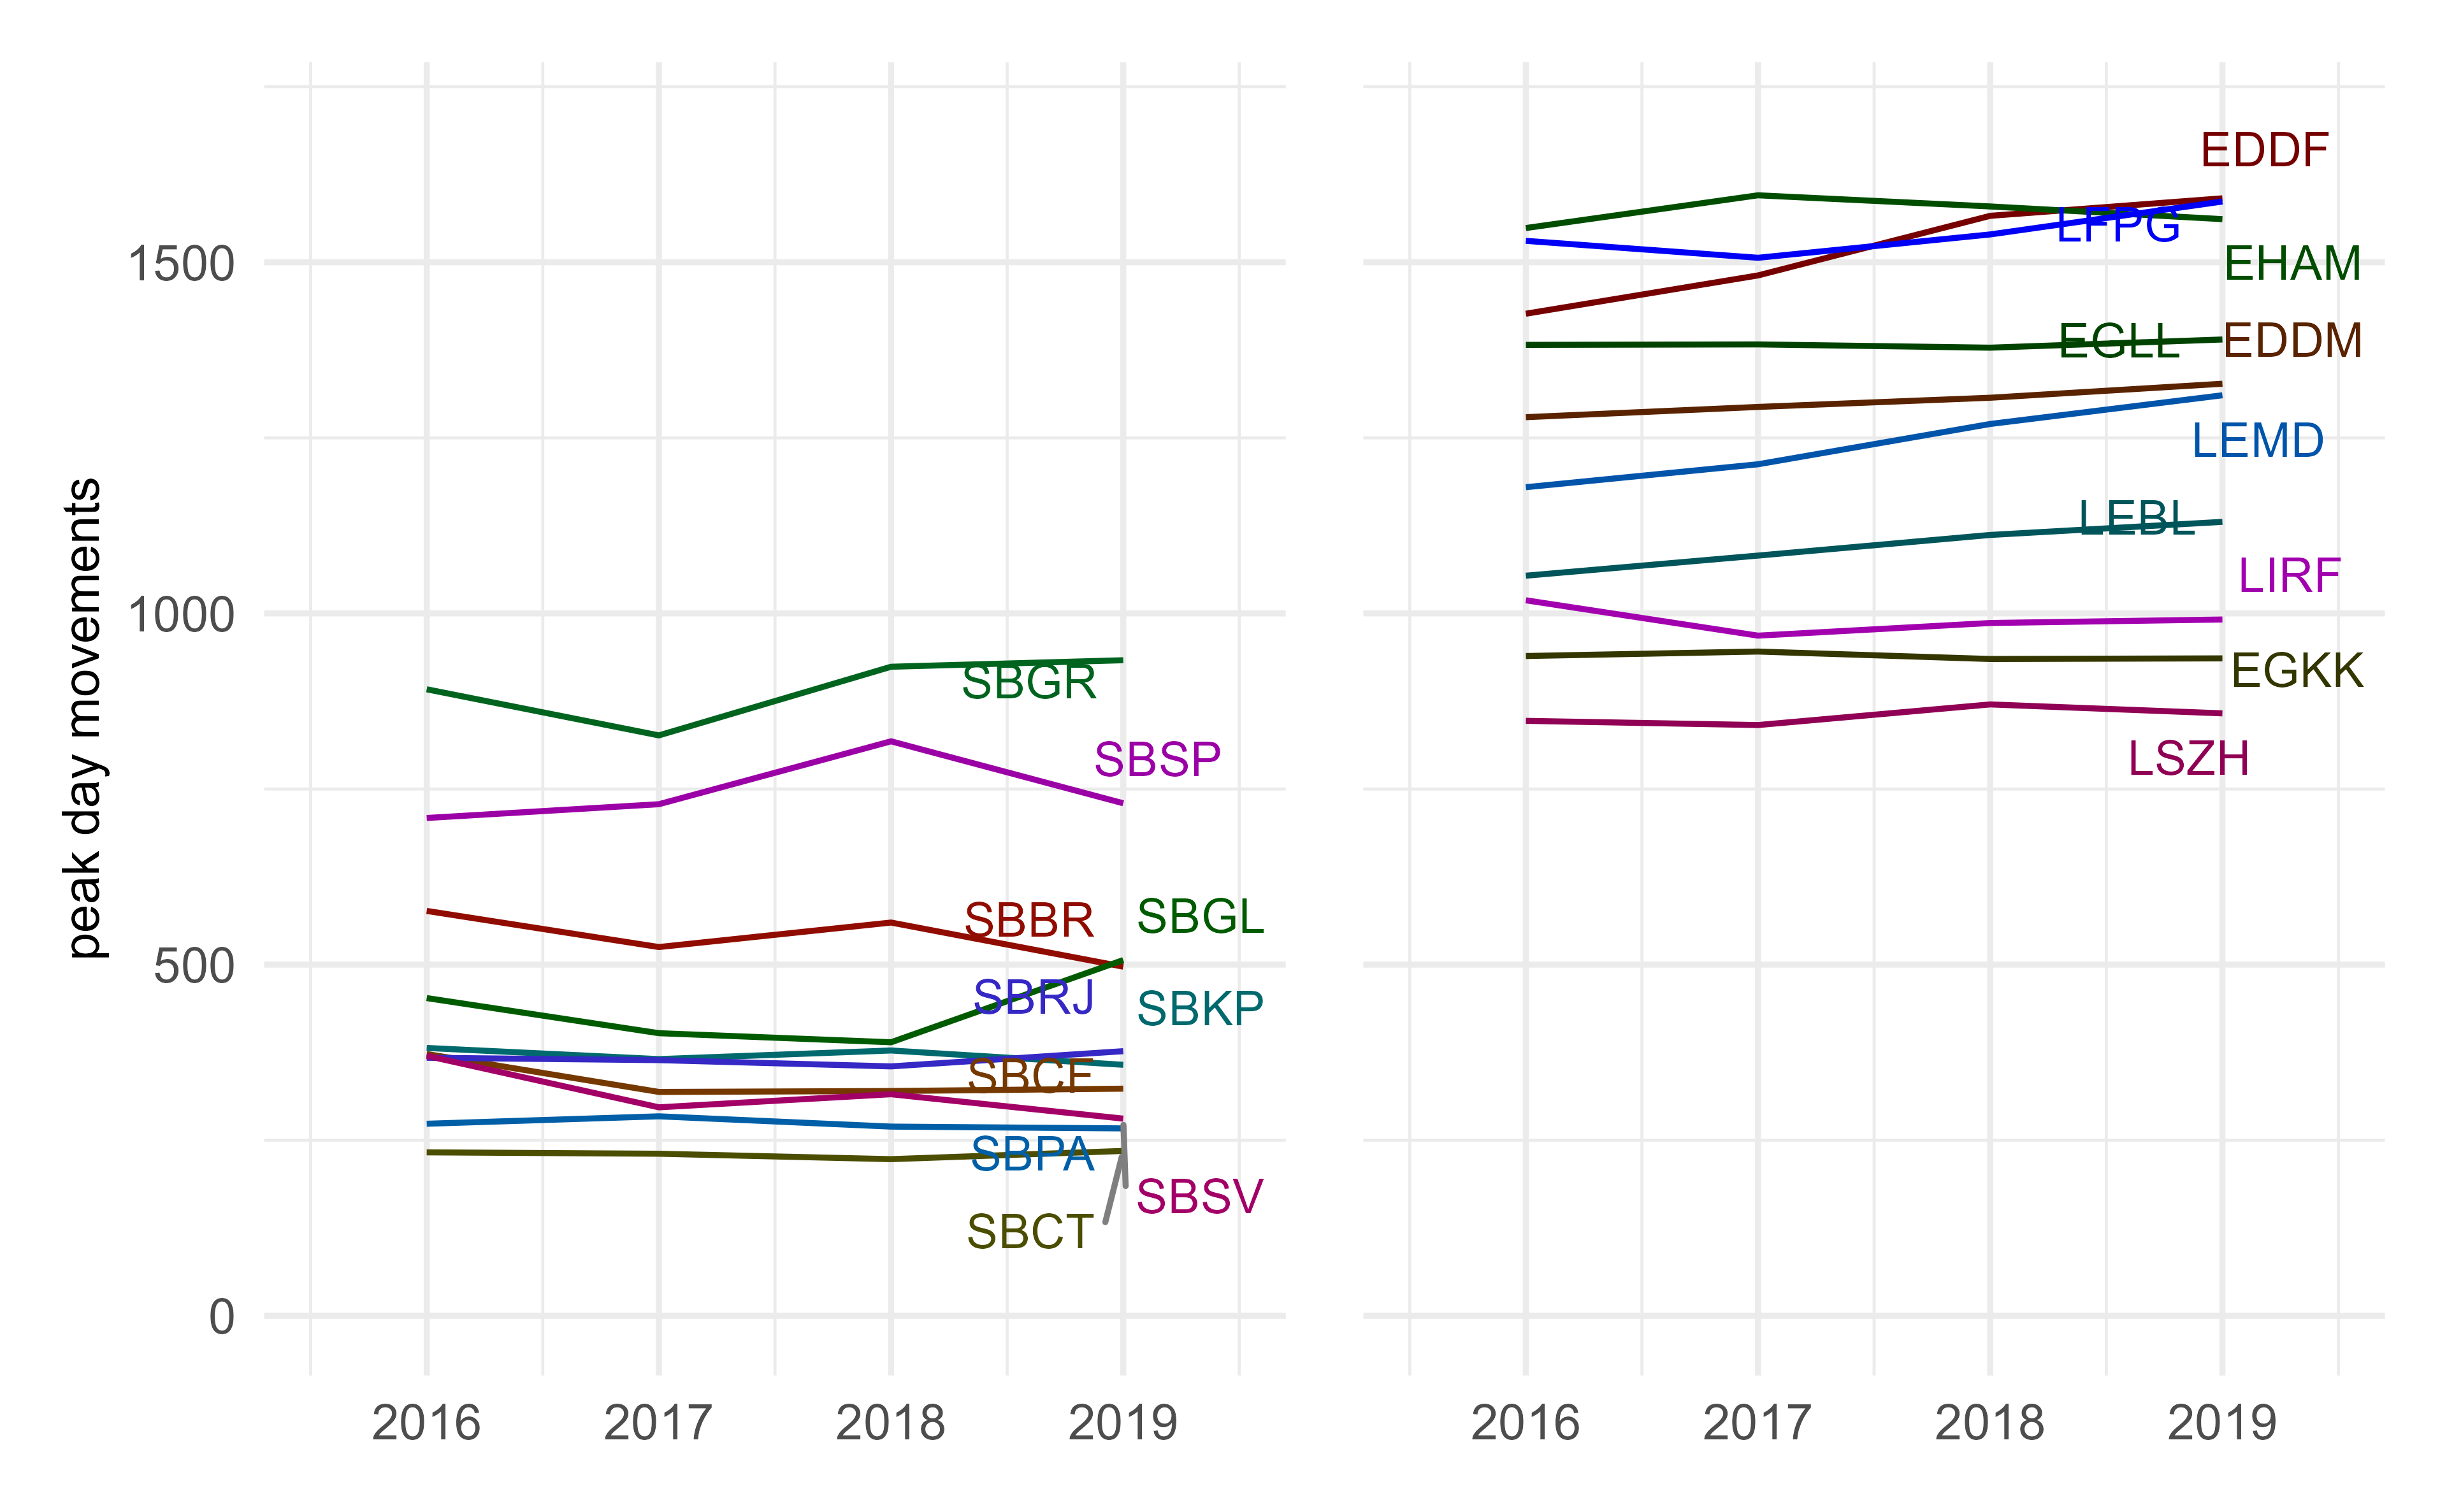 peak day movements
1500
1000
500
0
SBGR
SBSP
SBBR
SBGL
SBRJ
SBKP
SBCF
SBPA
SBSV
SBCT
2016 2017 2018 2019
EDDF
LFPG
EHAM
EGLL EDDM
LEMD
LEBL
LIRF
EGKK
LSZH
2016 2017 2018 2019